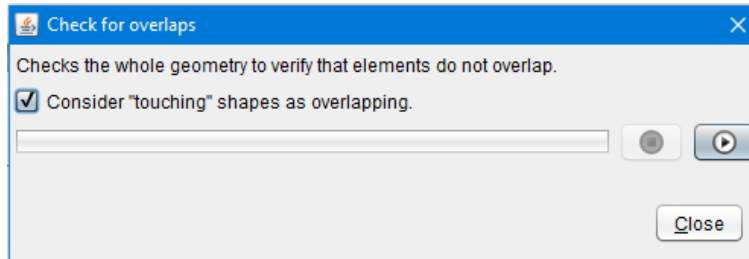 Check for overlaps
Checks the whole geometry to verify that elements do not overlap.
Consider "touching" shapes as overlapping.
Close